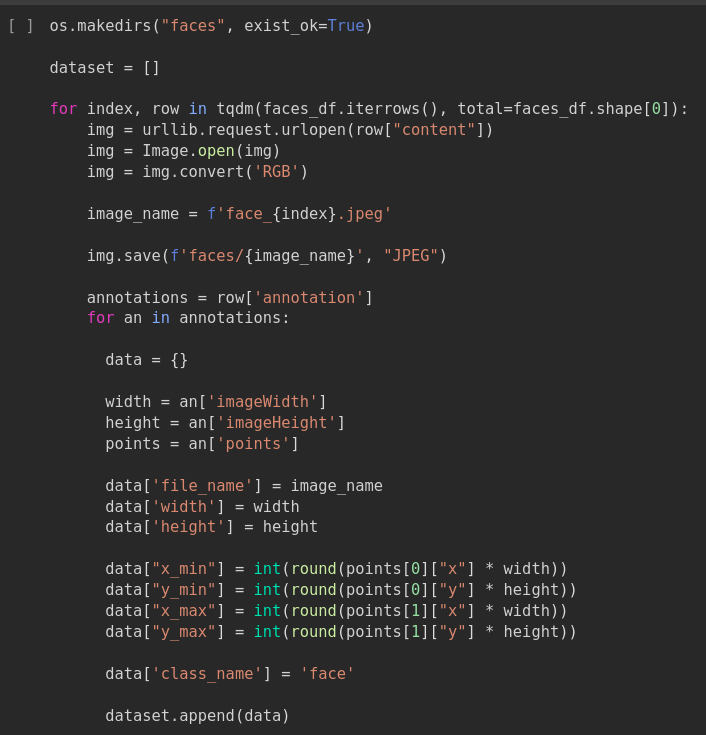 [ ] os.makedirs("faces", exist_ok=True)
dataset = []
for index, row in tqdm(faces_df.iterrows(), total=faces_df.shape[0]):
    img = urllib.request.urlopen(row["content"])
    img = Image.open(img)
    img = img.convert('RGB')
    image_name = f'face_{index}.jpeg'
    img.save(f'faces/{image_name}', "JPEG")
    annotations = row['annotation']
    for an in annotations:
      data = {}
      width = an['imageWidth']
      height = an['imageHeight']
      points = an['points']
      data['file_name'] = image_name
      data['width'] = width
      data['height'] = height
      data["x_min"] = int(round(points[0]["x"] * width))
      data["y_min"] = int(round(points[0]["y"] * height))
      data["x_max"] = int(round(points[1]["x"] * width))
      data["y_max"] = int(round(points[1]["y"] * height))
      data['class_name'] = 'face'
      dataset.append(data)